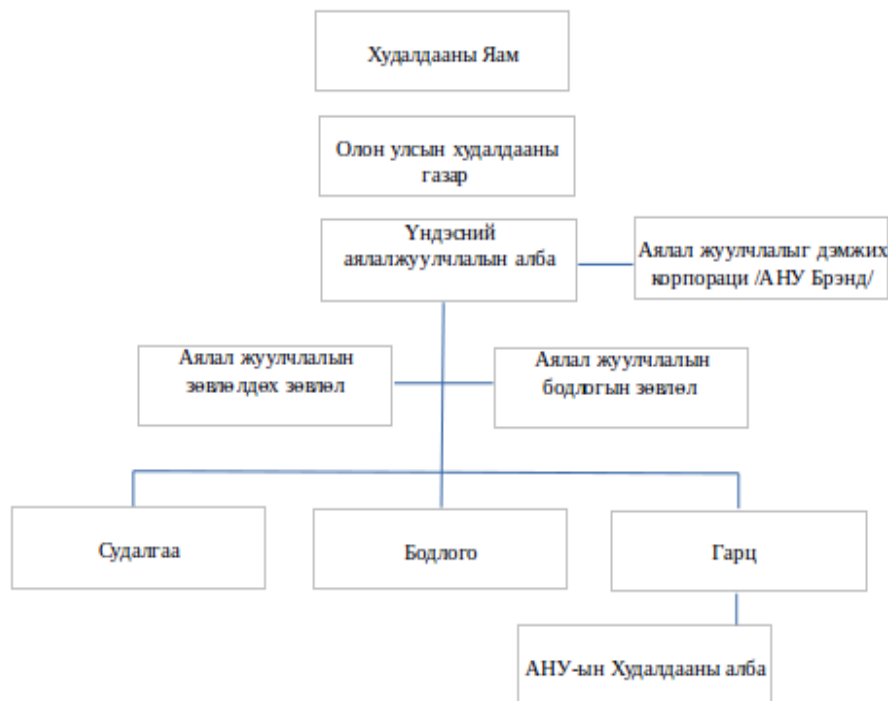 Худалдааны Яам
Олон улсын худалдааны
газар
Үндэсний
аялалжуулчлалын алба
Аялал жуулчлалыг дэмжих
корпораци /АНУ Брэнд/
Аялал жуулчлалын
зөвлөлдөх зөвлөл
Аялал жуулчлалын
бодлогын зөвлөл
Судалгаа
Бодлого
Гарц
АНУ-ын Худалдааны алба